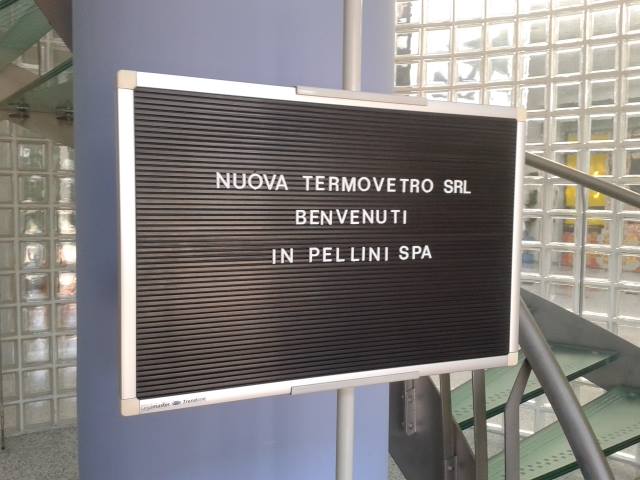 NUOVA TERMOVETRO SRL
BENVENUTI
IN PELLINI SPA